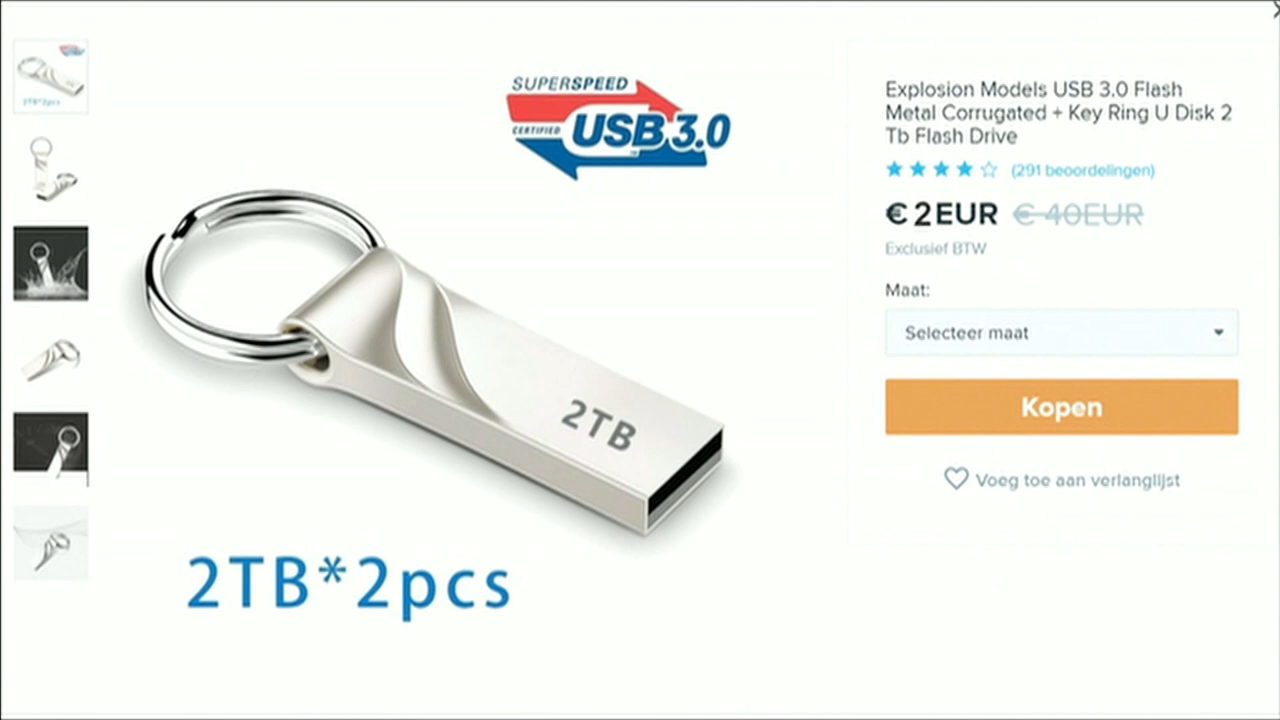 SUPERSPEED
CERTIFIED
USB 3.0
2TB
2TB*2pcs
Explosion Models USB 3.0 Flash
Metal Corrugated + Key Ring U Disk 2
Tb Flash Drive
(291 beoordelingen)
€ 2EUR € 40EUR
Exclusief BTW
Maat:
Selecteer maat
Kopen
Voeg toe aan verlanglijst